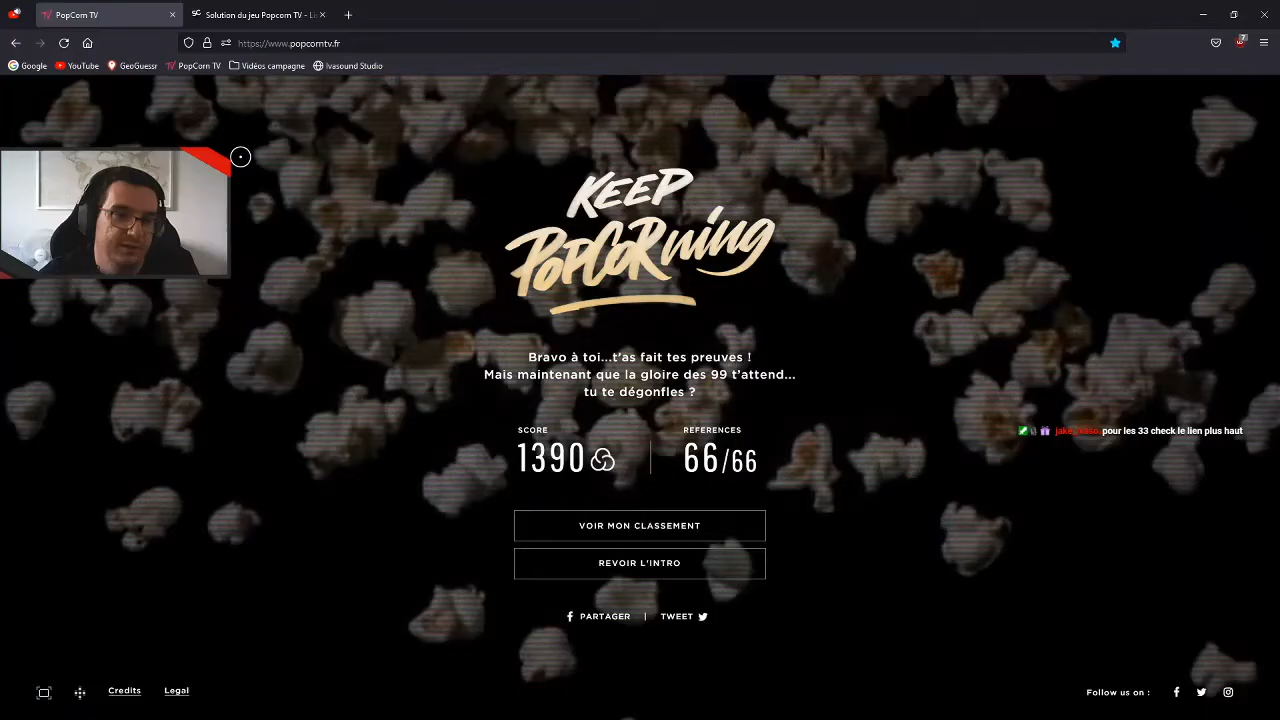 PopCorn TV
Solution du jeu Popcorn TV - Li
https://www.popcorntv.fr
7
Google
YouTube
GeoGuessr
PopCorn TV
Vidéos campagne
Ivasound Studio
KEEP
POPCORning
Bravo à toi...t'as fait tes preuves !
Mais maintenant que la gloire des 99 t'attend...
tu te dégonfles ?
SCORE
1390
REFERENCES
66/66
pour les 33 check le lien plus haut
VOIR MON CLASSEMENT
REVOIR L'INTRO
PARTAGER | TWEET
Credits
Legal
Follow us on :